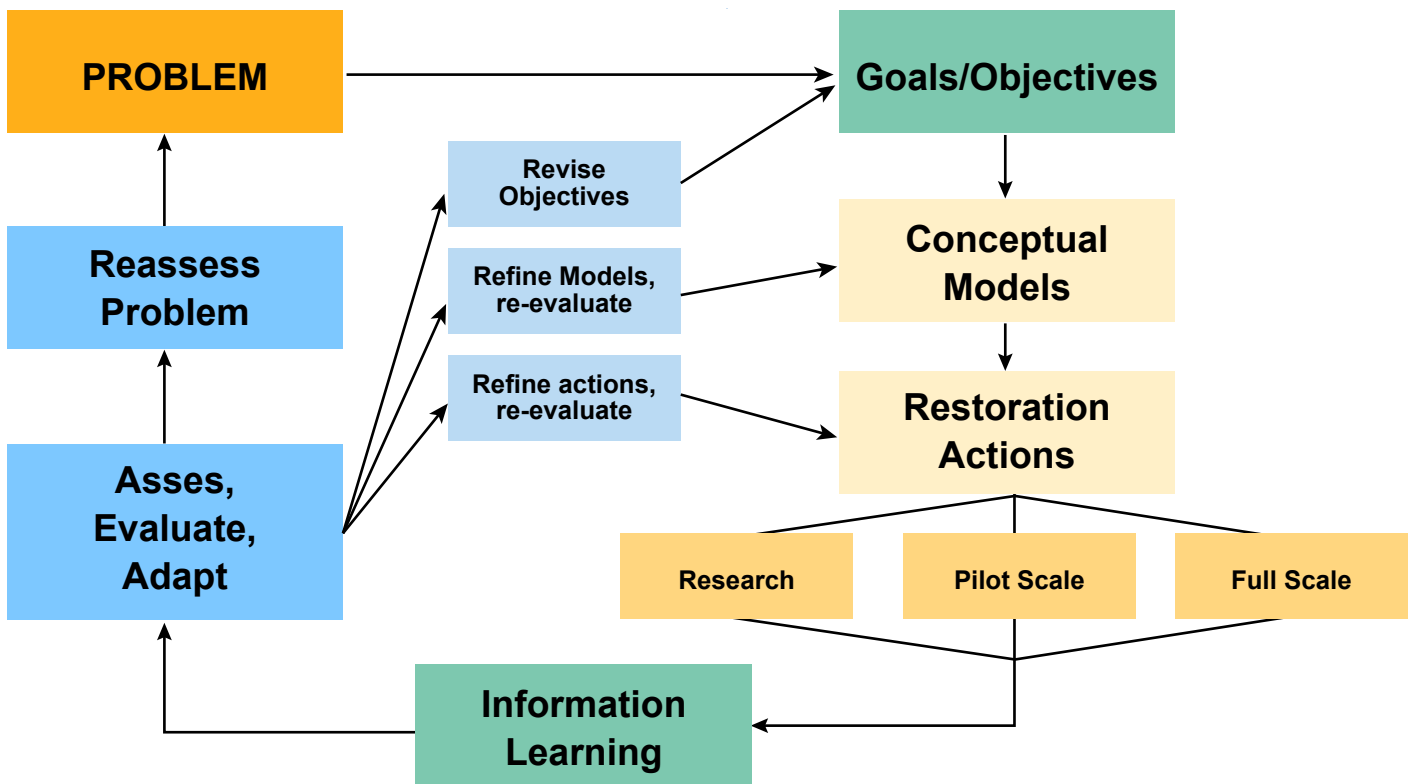 PROBLEM
Goals/Objectives
Revise
Objectives
Conceptual
Models
Reassess
Problem
Refine Models,
re-evaluate
Refine actions,
re-evaluate
Restoration
Actions
Asses,
Evaluate,
Adapt
Research
Pilot Scale
Full Scale
Information
Learning